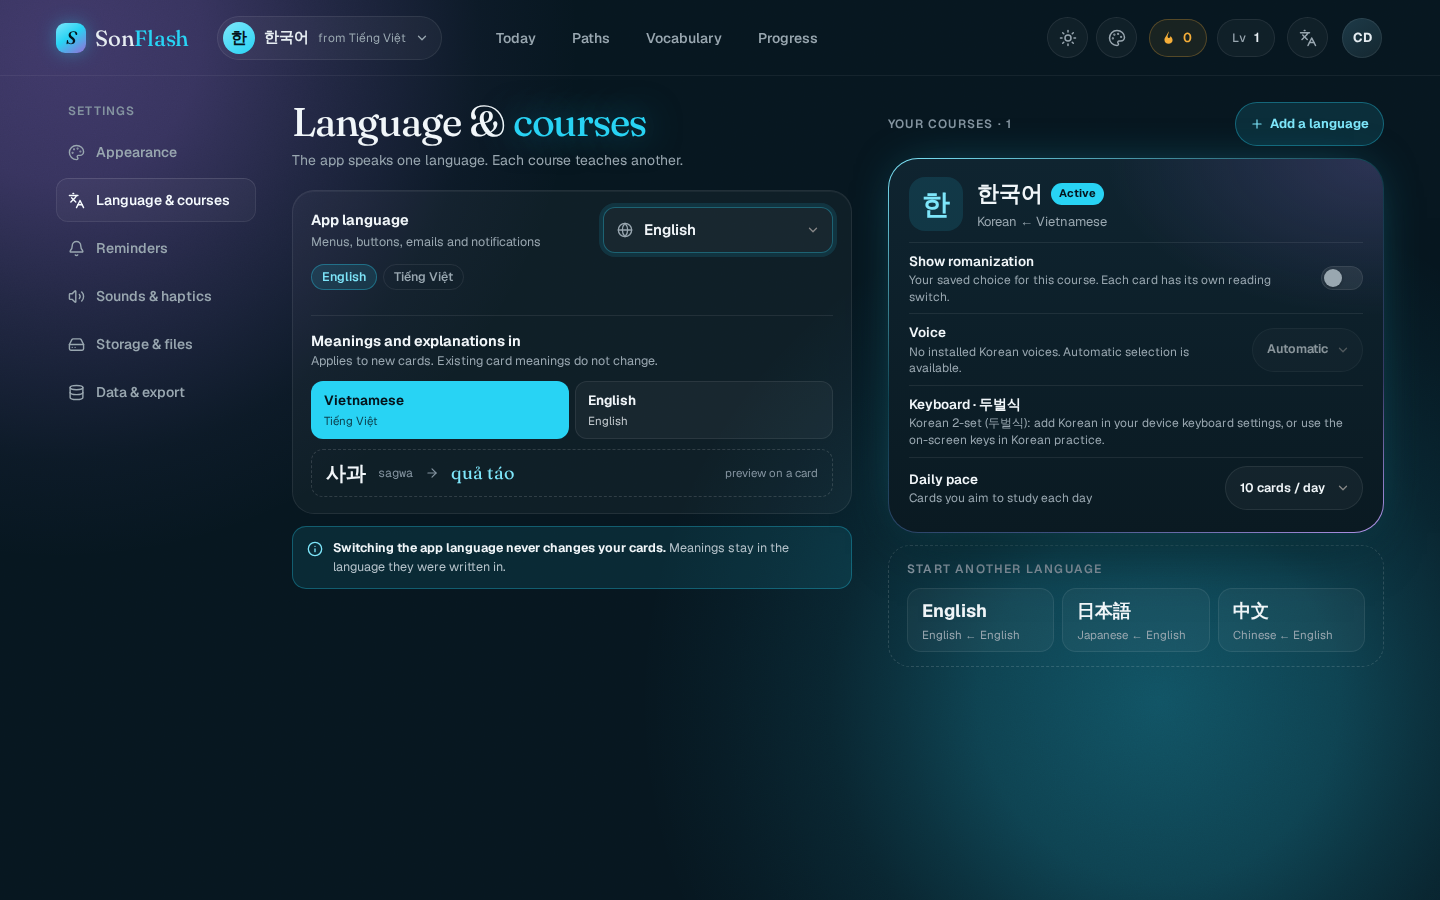 S SonFlash
한 한국어 from Tiếng Việt
Today Paths Vocabulary Progress
0
Lv 1
CD
SETTINGS
Appearance
Language & courses
Reminders
Sounds & haptics
Storage & files
Data & export
Language & courses
The app speaks one language. Each course teaches another.
App language
Menus, buttons, emails and notifications
English
English Tiếng Việt
Meanings and explanations in
Applies to new cards. Existing card meanings do not change.
Vietnamese
Tiếng Việt
English
English
사과 sagwa → quả táo preview on a card
Switching the app language never changes your cards. Meanings stay in the
language they were written in.
YOUR COURSES · 1
+ Add a language
한
한국어 Active
Korean ← Vietnamese
Show romanization
Your saved choice for this course. Each card has its own reading
switch.
Voice
No installed Korean voices. Automatic selection is
available.
Automatic
Keyboard · 두벌식
Korean 2-set (두벌식): add Korean in your device keyboard settings, or use the
on-screen keys in Korean practice.
Daily pace
Cards you aim to study each day
10 cards / day
START ANOTHER LANGUAGE
English
English ← English
日本語
Japanese ← English
中文
Chinese ← English